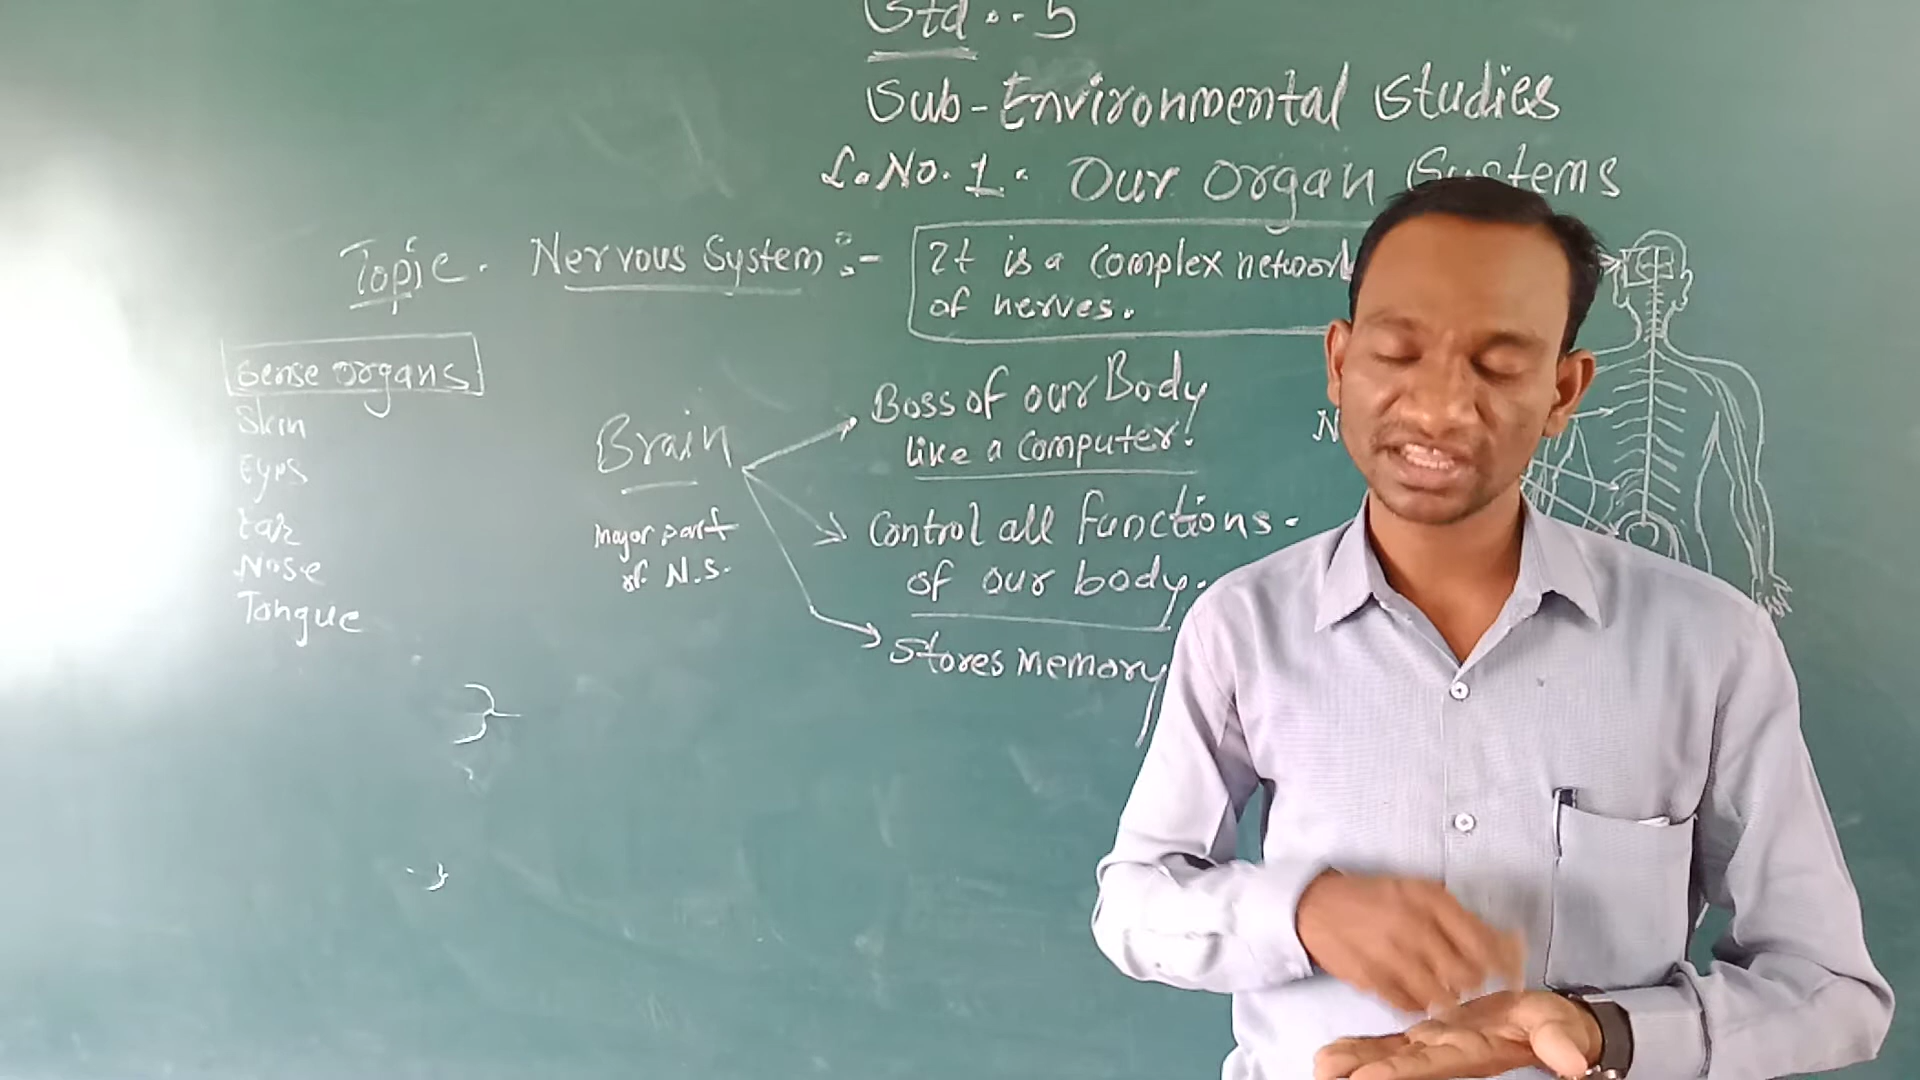 Std :- 5
Sub - Environmental Studies
L. No. 1. Our Organ Systems
Topic. Nervous System :- It is a complex network
of nerves.
Sense organs
Skin
Eyes
Ear
Nose
Tongue
Brain
major part
of N.S.
Boss of our Body
like a computer!
Control all functions
of our body.
Stores memory
N